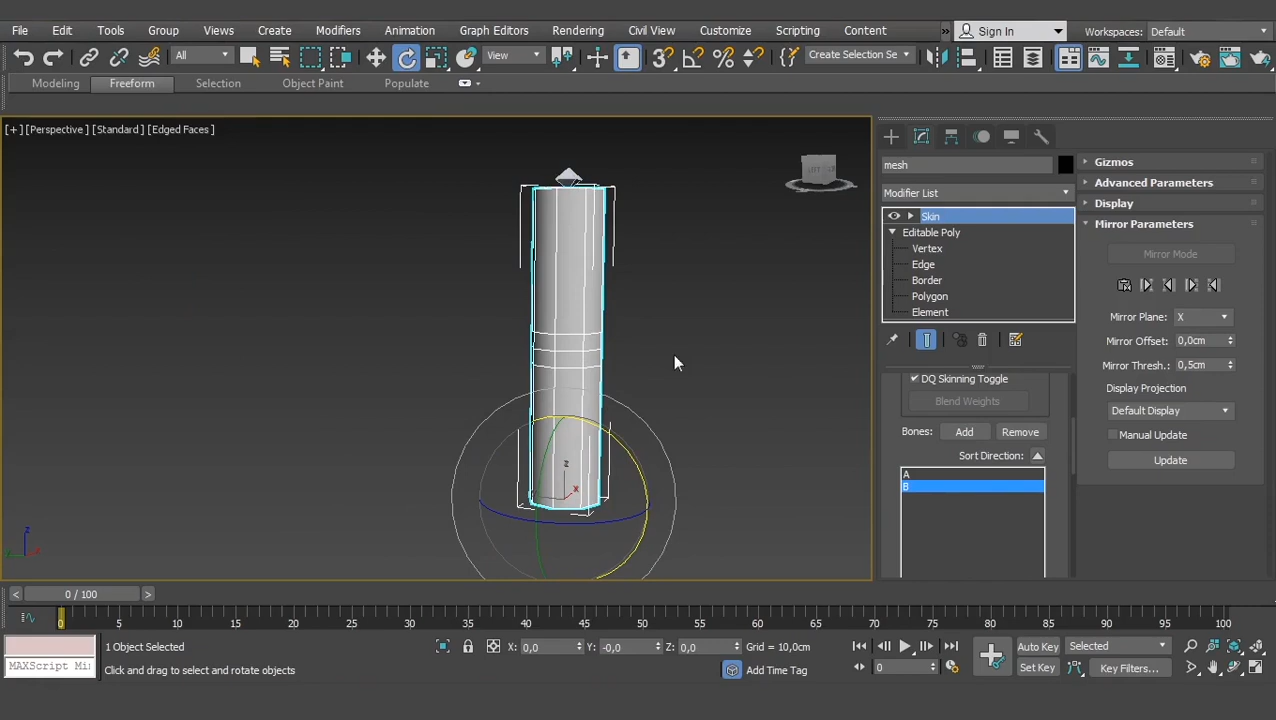 File Edit Tools Group Views Create Modifiers Animation Graph Editors Rendering Civil View Customize Scripting Content » Sign In Workspaces: Default
All View Create Selection Se
Modeling Freeform Selection Object Paint Populate
[+] [Perspective] [Standard] [Edged Faces]
mesh
Modifier List
Skin
Editable Poly
Vertex
Edge
Border
Polygon
Element
DQ Skinning Toggle
Blend Weights
Bones: Add Remove
Sort Direction:
A
B
Gizmos
Advanced Parameters
Display
Mirror Parameters
Mirror Mode
Mirror Plane: X
Mirror Offset: 0,0cm
Mirror Thresh.: 0,5cm
Display Projection
Default Display
Manual Update
Update
z
x
z
< 0 / 100 >
0 5 10 15 20 25 30 35 40 45 50 55 60 65 70 75 80 85 90 95 100
1 Object Selected X: 0,0 Y: -0,0 Z: 0,0 Grid = 10,0cm Auto Key Selected
MAXScript Mi Click and drag to select and rotate objects Add Time Tag 0 Set Key Key Filters...